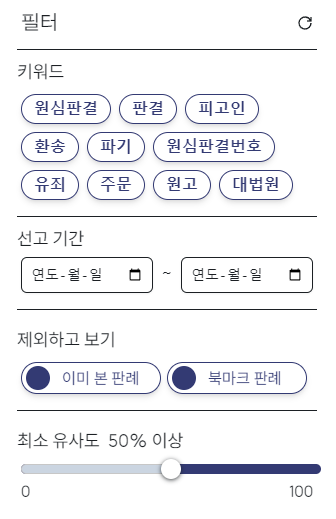 필터
키워드
원심판결 판결 피고인
환송 파기 원심판결번호
유죄 주문 원고 대법원
선고 기간
연도-월-일 ~ 연도-월-일
제외하고 보기
이미 본 판례 북마크 판례
최소 유사도 50% 이상
0 100